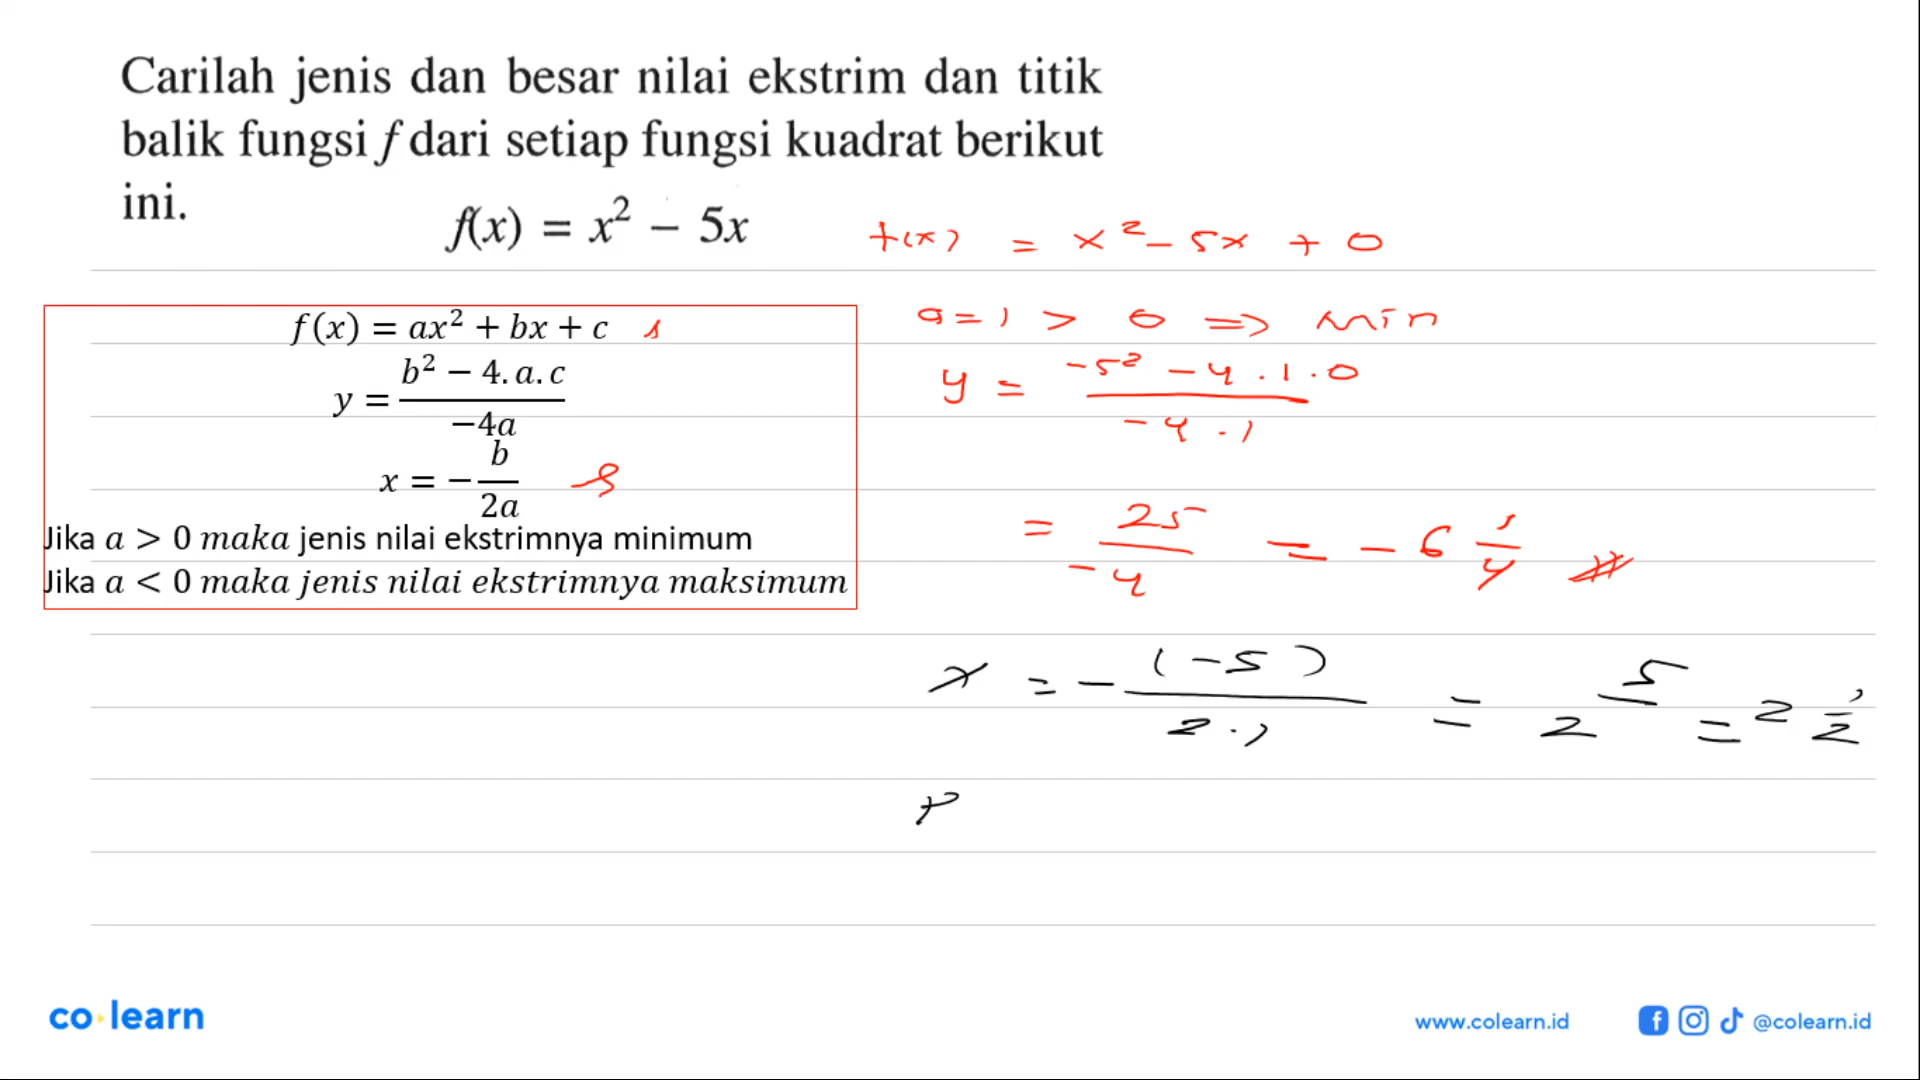 Carilah jenis dan besar nilai ekstrim dan titik
balik fungsi f dari setiap fungsi kuadrat berikut
ini.
f(x) = x² − 5x
f(x) = x² − 5x + 0
f(x) = ax² + bx + c
y = (b² − 4.a.c)/(−4a)
x = −b/(2a)
Jika a > 0 maka jenis nilai ekstrimnya minimum
Jika a < 0 maka jenis nilai ekstrimnya maksimum
a = 1 > 0 ⇒ min
y = (−5² − 4 . 1 . 0)/(−4 . 1)
= 25/−4 = −6 1/4
x = −(−5)/(2 . 1) = 5/2 = 2 1/2
co learn
www.colearn.id
@colearn.id